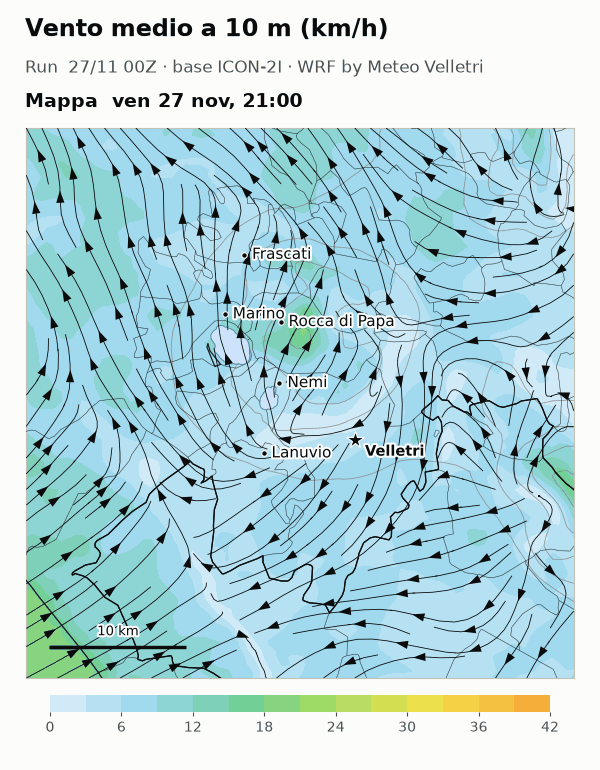 Vento medio a 10 m (km/h)
Run  27/11 00Z · base ICON-2I · WRF by Meteo Velletri
Mappa  ven 27 nov, 21:00
Frascati
Marino
Rocca di Papa
Nemi
Velletri
Lanuvio
10 km
0 6 12 18 24 30 36 42